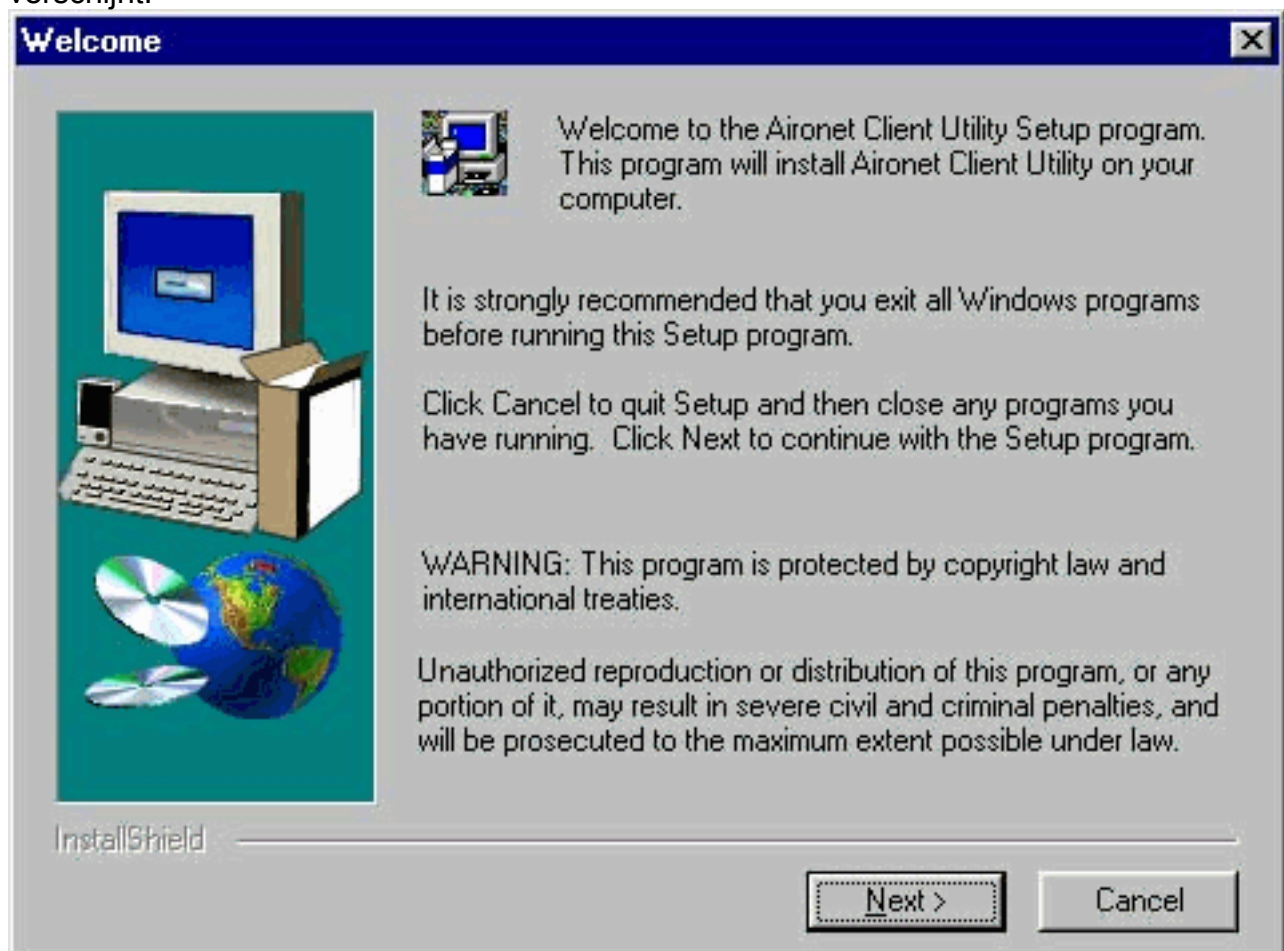 verschijnt.
Welcome
Welcome to the Aironet Client Utility Setup program.
This program will install Aironet Client Utility on your
computer.
It is strongly recommended that you exit all Windows programs
before running this Setup program.
Click Cancel to quit Setup and then close any programs you
have running.  Click Next to continue with the Setup program.
WARNING: This program is protected by copyright law and
international treaties.
Unauthorized reproduction or distribution of this program, or any
portion of it, may result in severe civil and criminal penalties, and
will be prosecuted to the maximum extent possible under law.
InstallShield
Next >
Cancel